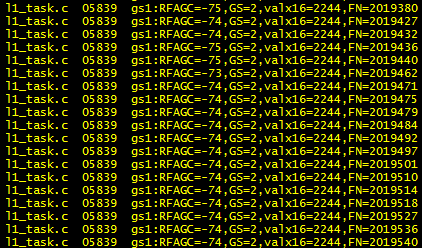 l1_task.c 05839 gs1:RFAGC=-75,GS=2,valx16=2244,FN=2019380
l1_task.c 05839 gs1:RFAGC=-74,GS=2,valx16=2244,FN=2019427
l1_task.c 05839 gs1:RFAGC=-74,GS=2,valx16=2244,FN=2019432
l1_task.c 05839 gs1:RFAGC=-75,GS=2,valx16=2244,FN=2019436
l1_task.c 05839 gs1:RFAGC=-75,GS=2,valx16=2244,FN=2019440
l1_task.c 05839 gs1:RFAGC=-73,GS=2,valx16=2244,FN=2019462
l1_task.c 05839 gs1:RFAGC=-74,GS=2,valx16=2244,FN=2019471
l1_task.c 05839 gs1:RFAGC=-74,GS=2,valx16=2244,FN=2019475
l1_task.c 05839 gs1:RFAGC=-74,GS=2,valx16=2244,FN=2019479
l1_task.c 05839 gs1:RFAGC=-74,GS=2,valx16=2244,FN=2019484
l1_task.c 05839 gs1:RFAGC=-74,GS=2,valx16=2244,FN=2019492
l1_task.c 05839 gs1:RFAGC=-74,GS=2,valx16=2244,FN=2019497
l1_task.c 05839 gs1:RFAGC=-74,GS=2,valx16=2244,FN=2019501
l1_task.c 05839 gs1:RFAGC=-74,GS=2,valx16=2244,FN=2019510
l1_task.c 05839 gs1:RFAGC=-74,GS=2,valx16=2244,FN=2019514
l1_task.c 05839 gs1:RFAGC=-74,GS=2,valx16=2244,FN=2019518
l1_task.c 05839 gs1:RFAGC=-74,GS=2,valx16=2244,FN=2019527
l1_task.c 05839 gs1:RFAGC=-74,GS=2,valx16=2244,FN=2019536
l1_task.c 05839 gs1:RFAGC=-74,GS=2,valx16=2244,FN=2019540